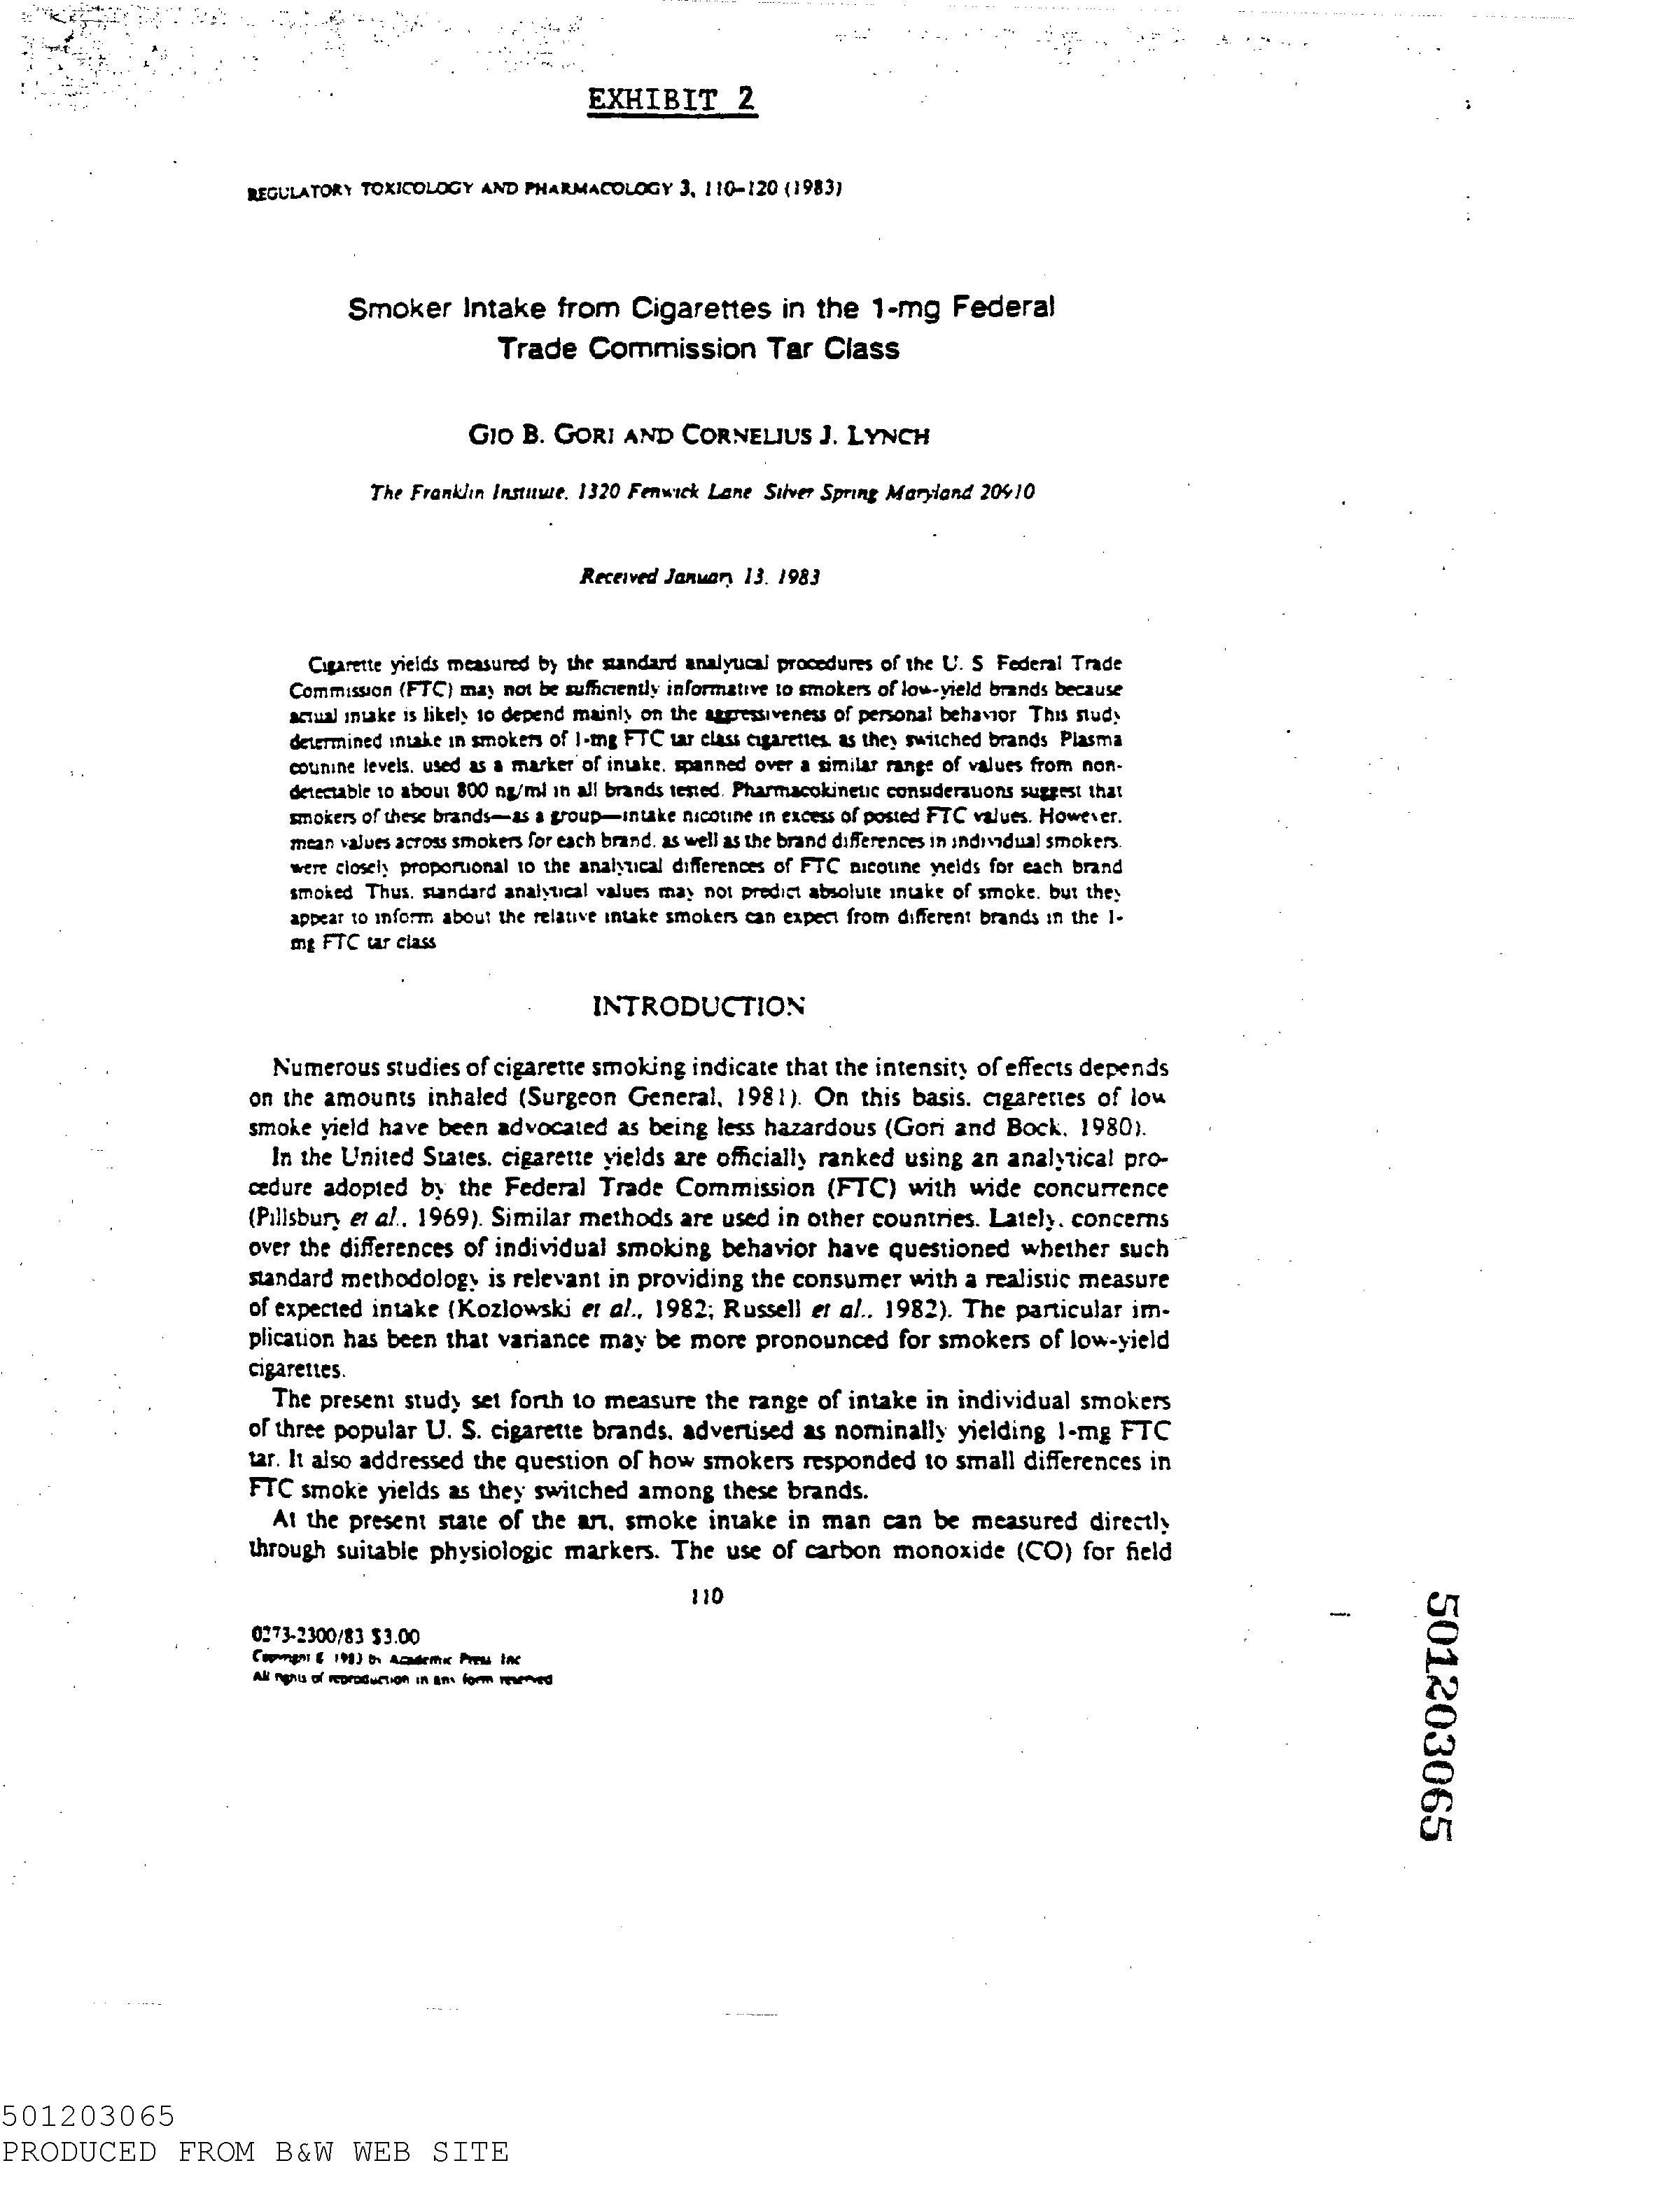 EXHIBIT 2
REGULATORY TOXICOLOGY AND PHARMACOLOGY 3, 110-120 (1983)
Smoker Intake from Cigarettes in the 1-mg Federal
Trade Commission Tar Class
GIO B. GORI AND CORNELIUS J. LYNCH
The Franklin Institute, 1320 Fenwick Lane Silver Spring Maryland 20910
Received January 13, 1983
Cigarette yields measured by the standard analytical procedures of the U. S Federal Trade
Commission (FTC) may not be sufficiently informative to smokers of low-yield brands because
actual intake is likely to depend mainly on the aggressiveness of personal behavior This study
determined intake in smokers of 1-mg FTC tar class cigarettes, as they switched brands Plasma
cotinine levels, used as a marker of intake, spanned over a similar range of values from non-
detectable to about 800 ng/ml in all brands tested. Pharmacokinetic considerations suggest that
smokers of these brands—as a group—intake nicotine in excess of posted FTC values. However,
mean values across smokers for each brand, as well as the brand differences in individual smokers,
were closely proportional to the analytical differences of FTC nicotine yields for each brand
smoked Thus, standard analytical values may not predict absolute intake of smoke, but they
appear to inform about the relative intake smokers can expect from different brands in the 1-
mg FTC tar class
INTRODUCTION
Numerous studies of cigarette smoking indicate that the intensity of effects depends
on the amounts inhaled (Surgeon General, 1981). On this basis, cigarettes of low
smoke yield have been advocated as being less hazardous (Gori and Bock, 1980).
In the United States, cigarette yields are officially ranked using an analytical pro-
cedure adopted by the Federal Trade Commission (FTC) with wide concurrence
(Pillsbury et al., 1969). Similar methods are used in other countries. Lately, concerns
over the differences of individual smoking behavior have questioned whether such
standard methodology is relevant in providing the consumer with a realistic measure
of expected intake (Kozlowski et al., 1982; Russell et al., 1982). The particular im-
plication has been that variance may be more pronounced for smokers of low-yield
cigarettes.
The present study set forth to measure the range of intake in individual smokers
of three popular U. S. cigarette brands, advertised as nominally yielding 1-mg FTC
tar. It also addressed the question of how smokers responded to small differences in
FTC smoke yields as they switched among these brands.
At the present state of the art, smoke intake in man can be measured directly
through suitable physiologic markers. The use of carbon monoxide (CO) for field
110
0273-2300/83 $3.00
Copyright © 1983 by Academic Press Inc
All rights of reproduction in any form reserved
501203065
501203065
PRODUCED FROM B&W WEB SITE